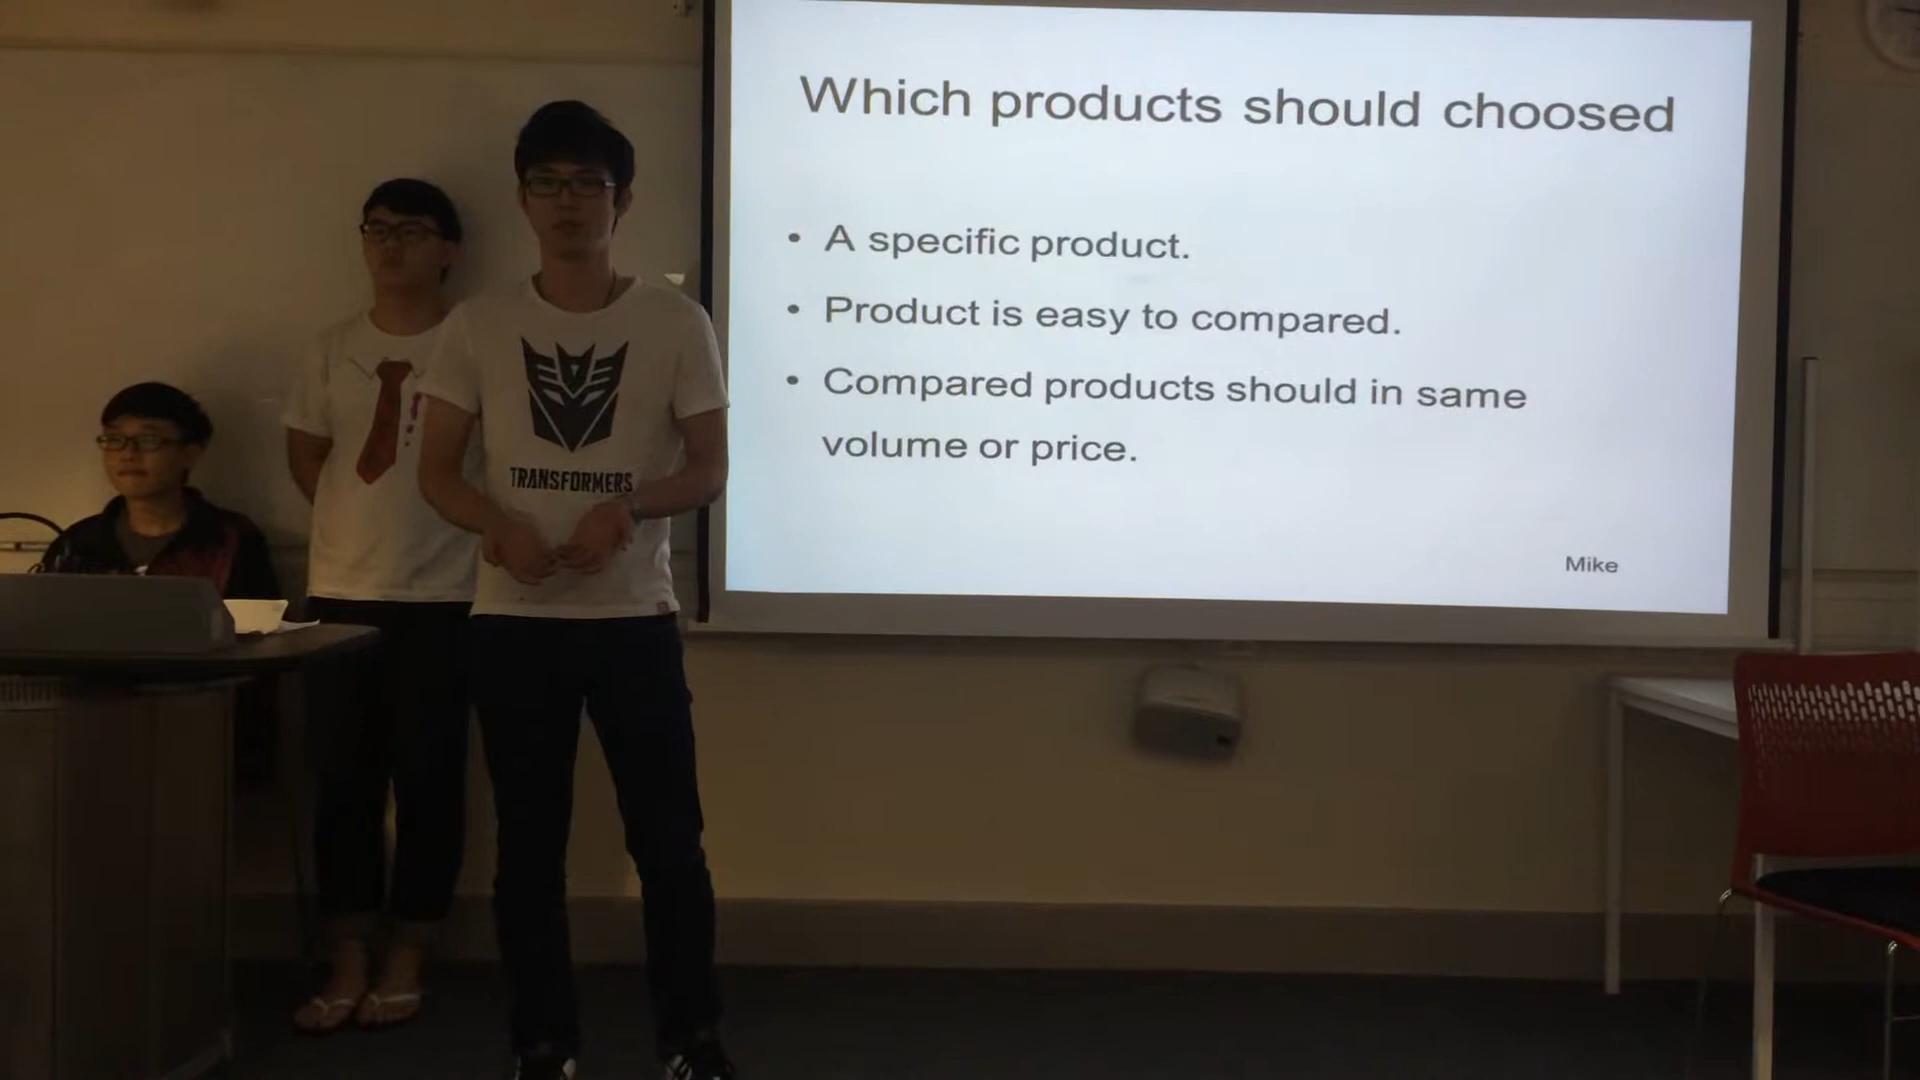 Which products should choosed
• A specific product.
• Product is easy to compared.
• Compared products should in same
volume or price.
Mike
TRANSFORMERS